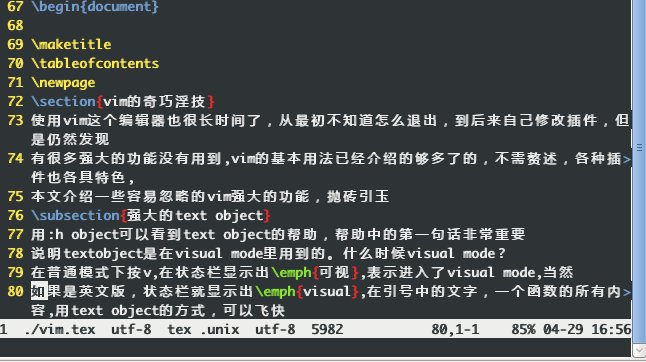 67 \begin{document}
68
69 \maketitle
70 \tableofcontents
71 \newpage
72 \section{vim的奇巧淫技}
73 使用vim这个编辑器也很长时间了，从最初不知道怎么退出，到后来自己修改插件，但
是仍然发现
74 有很多强大的功能没有用到,vim的基本用法已经介绍的够多了的，不需赘述，各种插>
件也各具特色,
75 本文介绍一些容易忽略的vim强大的功能，抛砖引玉
76 \subsection{强大的text object}
77 用:h object可以看到text object的帮助，帮助中的第一句话非常重要
78 说明textobject是在visual mode里用到的。什么时候visual mode？
79 在普通模式下按v,在状态栏显示出\emph{可视},表示进入了visual mode,当然
80 如果是英文版，状态栏就显示出\emph{visual},在引号中的文字，一个函数的所有内>
容,用text object的方式，可以飞快
1 ./vim.tex utf-8 tex .unix utf-8 5982 80,1-1 85% 04-29 16:56